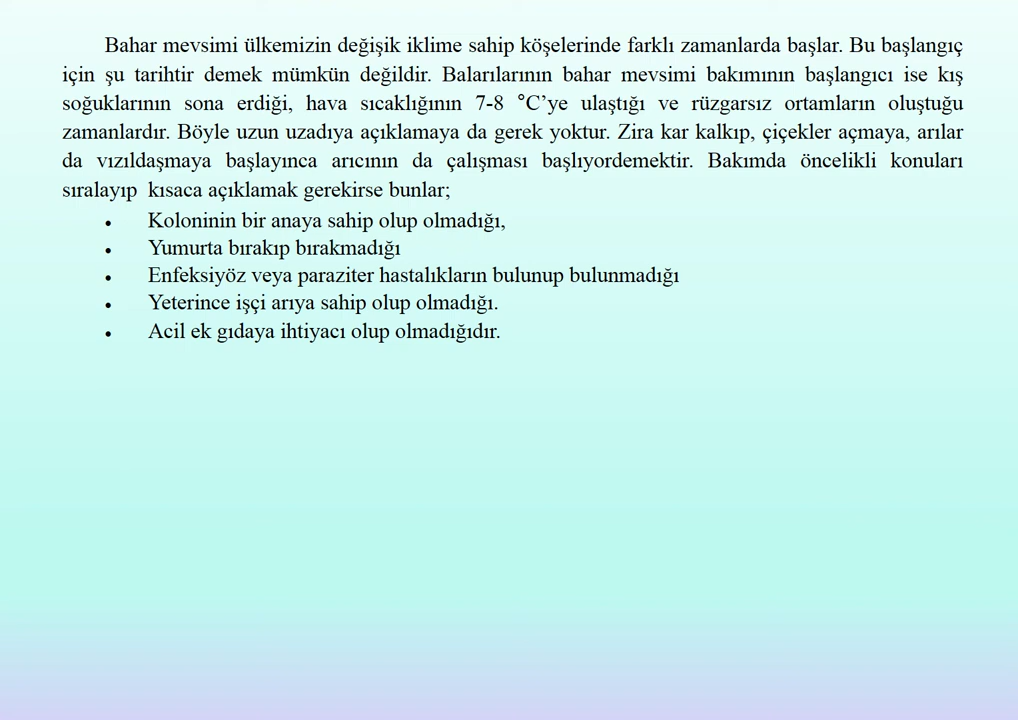 Bahar mevsimi ülkemizin değişik iklime sahip köşelerinde farklı zamanlarda başlar. Bu başlangıç
için şu tarihtir demek mümkün değildir. Balarılarının bahar mevsimi bakımının başlangıcı ise kış
soğuklarının sona erdiği, hava sıcaklığının 7-8 °C’ye ulaştığı ve rüzgarsız ortamların oluştuğu
zamanlardır. Böyle uzun uzadıya açıklamaya da gerek yoktur. Zira kar kalkıp, çiçekler açmaya, arılar
da vızıldaşmaya başlayınca arıcının da çalışması başlıyordemektir. Bakımda öncelikli konuları
sıralayıp kısaca açıklamak gerekirse bunlar;
• Koloninin bir anaya sahip olup olmadığı,
• Yumurta bırakıp bırakmadığı
• Enfeksiyöz veya paraziter hastalıkların bulunup bulunmadığı
• Yeterince işçi arıya sahip olup olmadığı.
• Acil ek gıdaya ihtiyacı olup olmadığıdır.